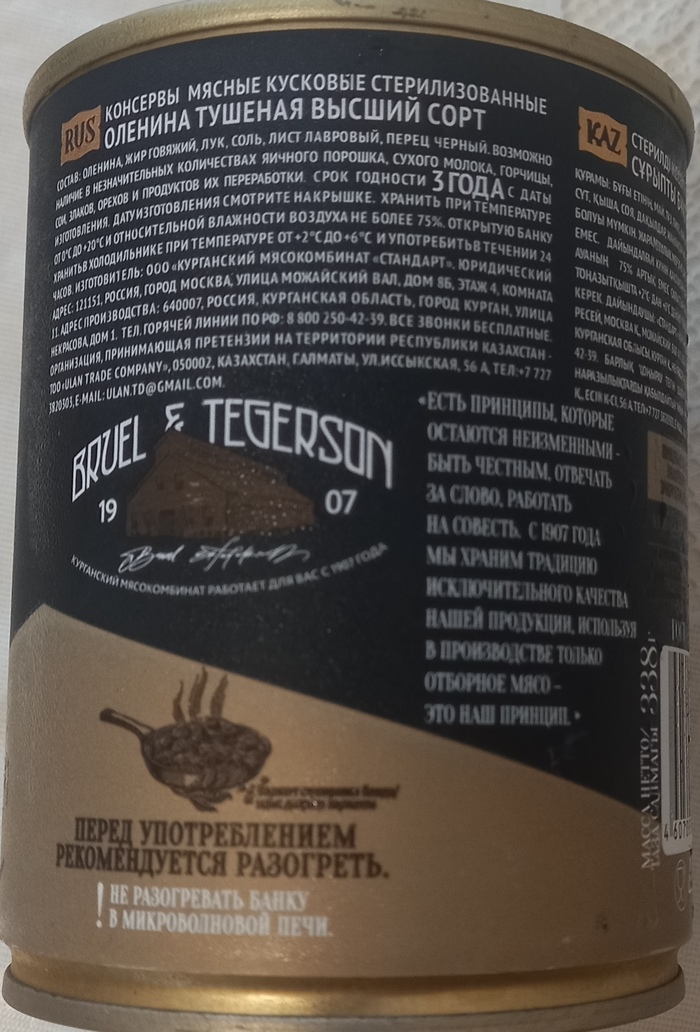 RUS
КОНСЕРВЫ МЯСНЫЕ КУСКОВЫЕ СТЕРИЛИЗОВАННЫЕ
ОЛЕНИНА ТУШЕНАЯ ВЫСШИЙ СОРТ
СОСТАВ: ОЛЕНИНА, ЖИР ГОВЯЖИЙ, ЛУК, СОЛЬ, ЛИСТ ЛАВРОВЫЙ, ПЕРЕЦ ЧЕРНЫЙ. ВОЗМОЖНО
НАЛИЧИЕ В НЕЗНАЧИТЕЛЬНЫХ КОЛИЧЕСТВАХ ЯИЧНОГО ПОРОШКА, СУХОГО МОЛОКА, ГОРЧИЦЫ,
СОИ, ЗЛАКОВ, ОРЕХОВ И ПРОДУКТОВ ИХ ПЕРЕРАБОТКИ. СРОК ГОДНОСТИ 3 ГОДА С ДАТЫ
ИЗГОТОВЛЕНИЯ. ДАТУ ИЗГОТОВЛЕНИЯ СМОТРИТЕ НА КРЫШКЕ. ХРАНИТЬ ПРИ ТЕМПЕРАТУРЕ
ОТ 0°С ДО +20°С И ОТНОСИТЕЛЬНОЙ ВЛАЖНОСТИ ВОЗДУХА НЕ БОЛЕЕ 75%. ОТКРЫТУЮ БАНКУ
ХРАНИТЬ В ХОЛОДИЛЬНИКЕ ПРИ ТЕМПЕРАТУРЕ ОТ +2°С ДО +6°С И УПОТРЕБИТЬ В ТЕЧЕНИИ 24
ЧАСОВ. ИЗГОТОВИТЕЛЬ: ООО «КУРГАНСКИЙ МЯСОКОМБИНАТ «СТАНДАРТ». ЮРИДИЧЕСКИЙ
АДРЕС: 121151, РОССИЯ, ГОРОД МОСКВА, УЛИЦА МОЖАЙСКИЙ ВАЛ, ДОМ 8Б, ЭТАЖ 4, КОМНАТА
11. АДРЕС ПРОИЗВОДСТВА: 640007, РОССИЯ, КУРГАНСКАЯ ОБЛАСТЬ, ГОРОД КУРГАН, УЛИЦА
НЕКРАСОВА, ДОМ 1. ТЕЛ. ГОРЯЧЕЙ ЛИНИИ ПО РФ: 8 800 250-42-39. ВСЕ ЗВОНКИ БЕСПЛАТНЫЕ.
ОРГАНИЗАЦИЯ, ПРИНИМАЮЩАЯ ПРЕТЕНЗИИ НА ТЕРРИТОРИИ РЕСПУБЛИКИ КАЗАХСТАН -
ТОО «ULAN TRADE COMPANY», 050002, КАЗАХСТАН, Г.АЛМАТЫ, УЛ.ИССЫКСКАЯ, 56 А, ТЕЛ:+7 727
3820303, E-MAIL: ULAN.TD@GMAIL.COM.
BRUEL & TEGERSON
19 07
КУРГАНСКИЙ МЯСОКОМБИНАТ РАБОТАЕТ ДЛЯ ВАС С 1907 ГОДА
«ЕСТЬ ПРИНЦИПЫ, КОТОРЫЕ
ОСТАЮТСЯ НЕИЗМЕННЫМИ -
БЫТЬ ЧЕСТНЫМ, ОТВЕЧАТЬ
ЗА СЛОВО, РАБОТАТЬ
НА СОВЕСТЬ. С 1907 ГОДА
МЫ ХРАНИМ ТРАДИЦИЮ
ИСКЛЮЧИТЕЛЬНОГО КАЧЕСТВА
НАШЕЙ ПРОДУКЦИИ, ИСПОЛЬЗУЯ
В ПРОИЗВОДСТВЕ ТОЛЬКО
ОТБОРНОЕ МЯСО –
ЭТО НАШ ПРИНЦИП.»
ПЕРЕД УПОТРЕБЛЕНИЕМ
РЕКОМЕНДУЕТСЯ РАЗОГРЕТЬ.
! НЕ РАЗОГРЕВАТЬ БАНКУ
В МИКРОВОЛНОВОЙ ПЕЧИ.
KAZ
МАССА НЕТТО/ 338г